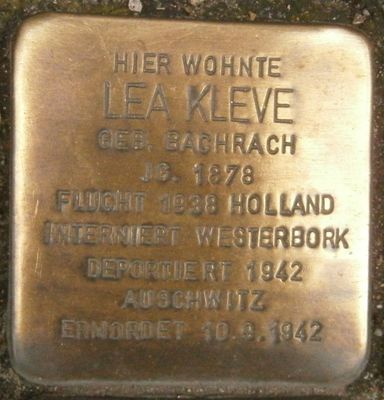 HIER WOHNTE
LEA KLEVE
GEB. BACHRACH
JG. 1878
FLUCHT 1938 HOLLAND
INTERNIERT WESTERBORK
DEPORTIERT 1942
AUSCHWITZ
ERMORDET 10.9.1942